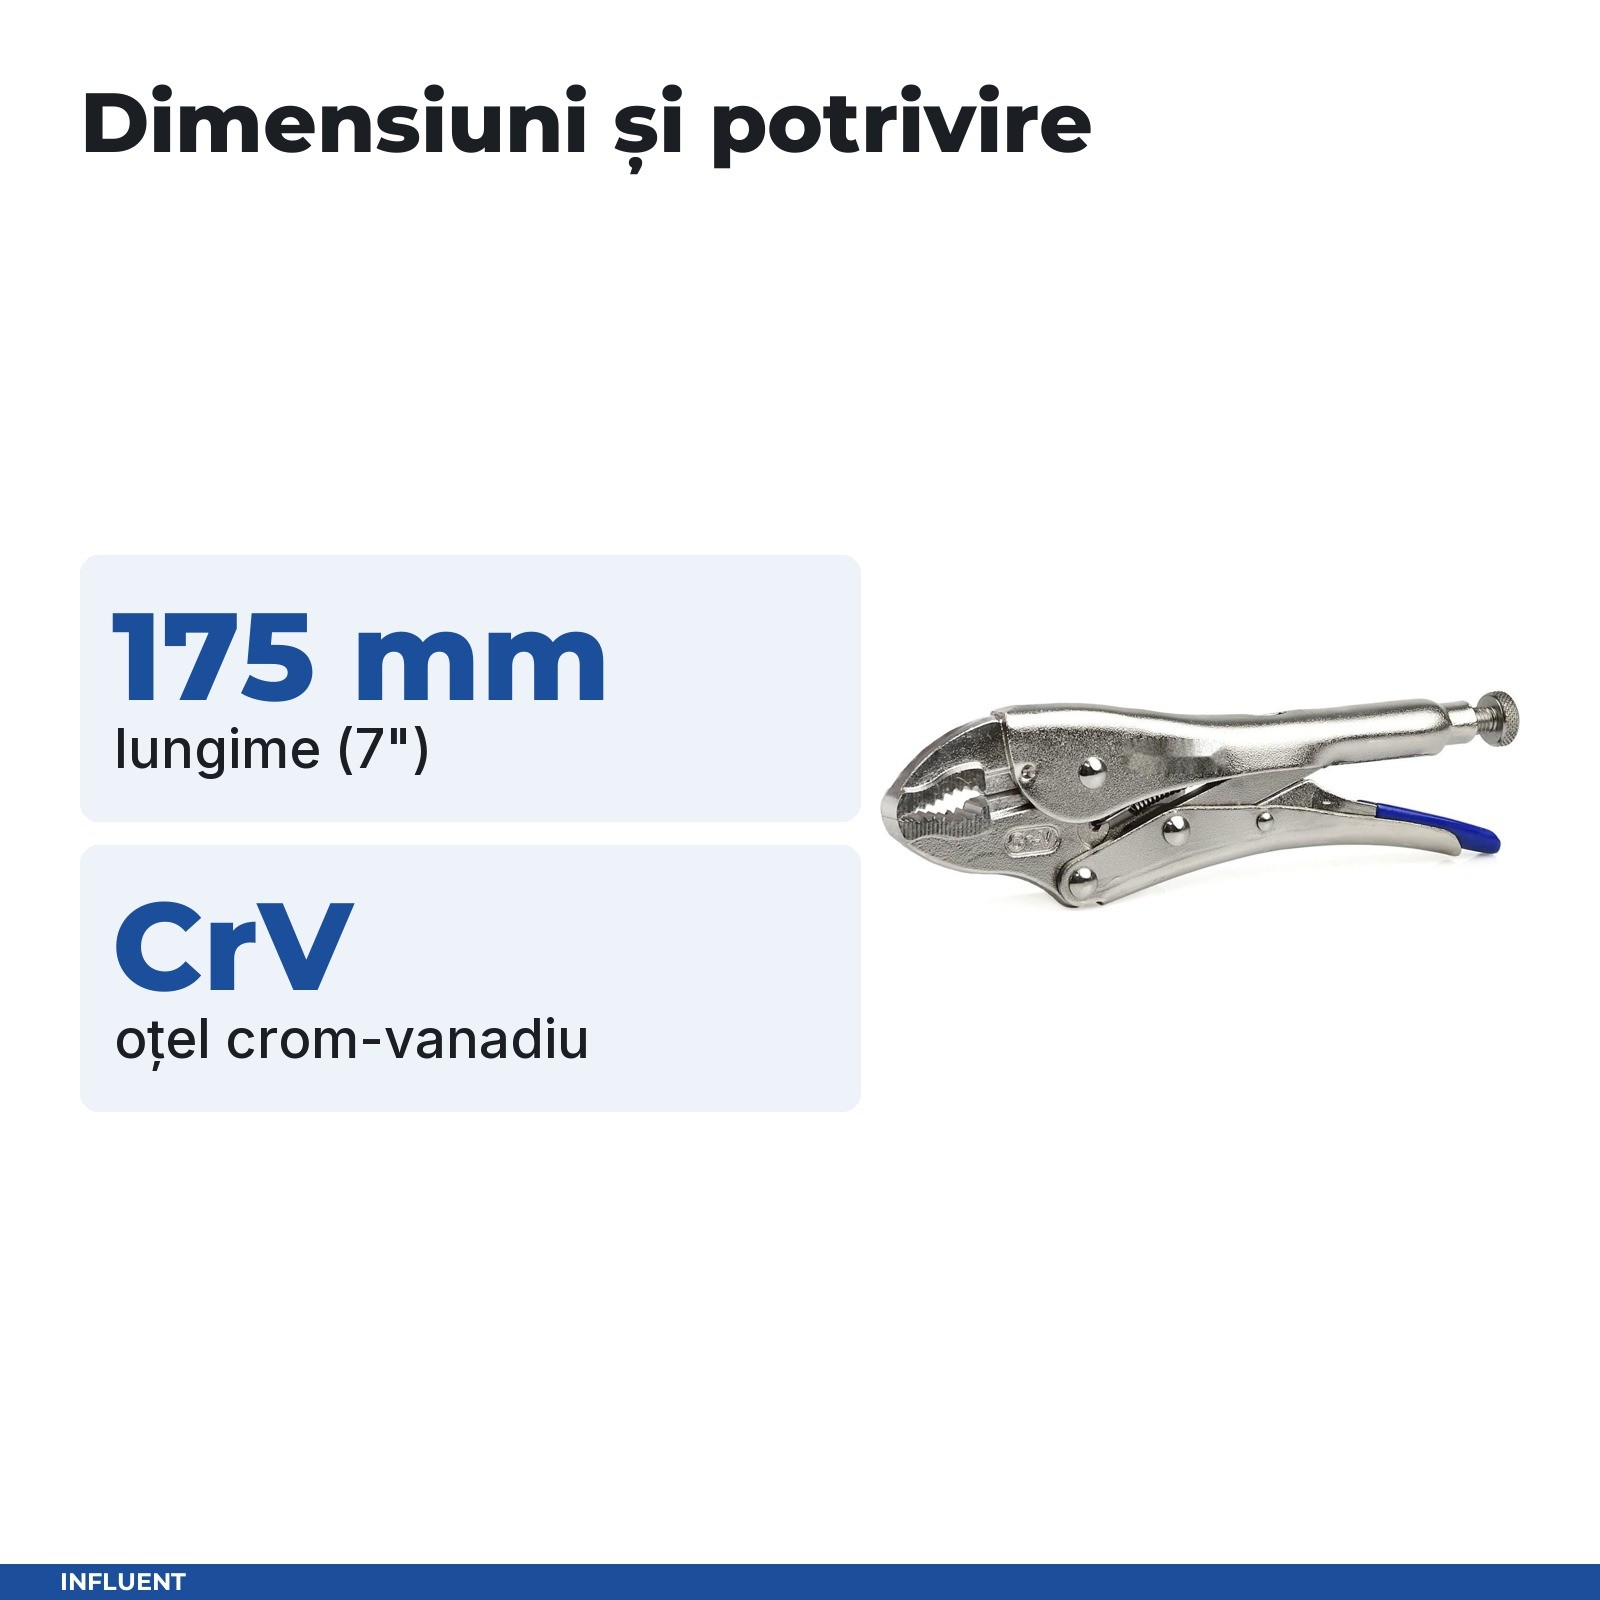 Dimensiuni și potrivire
175 mm
lungime (7")
CrV
oțel crom-vanadiu
INFLUENT